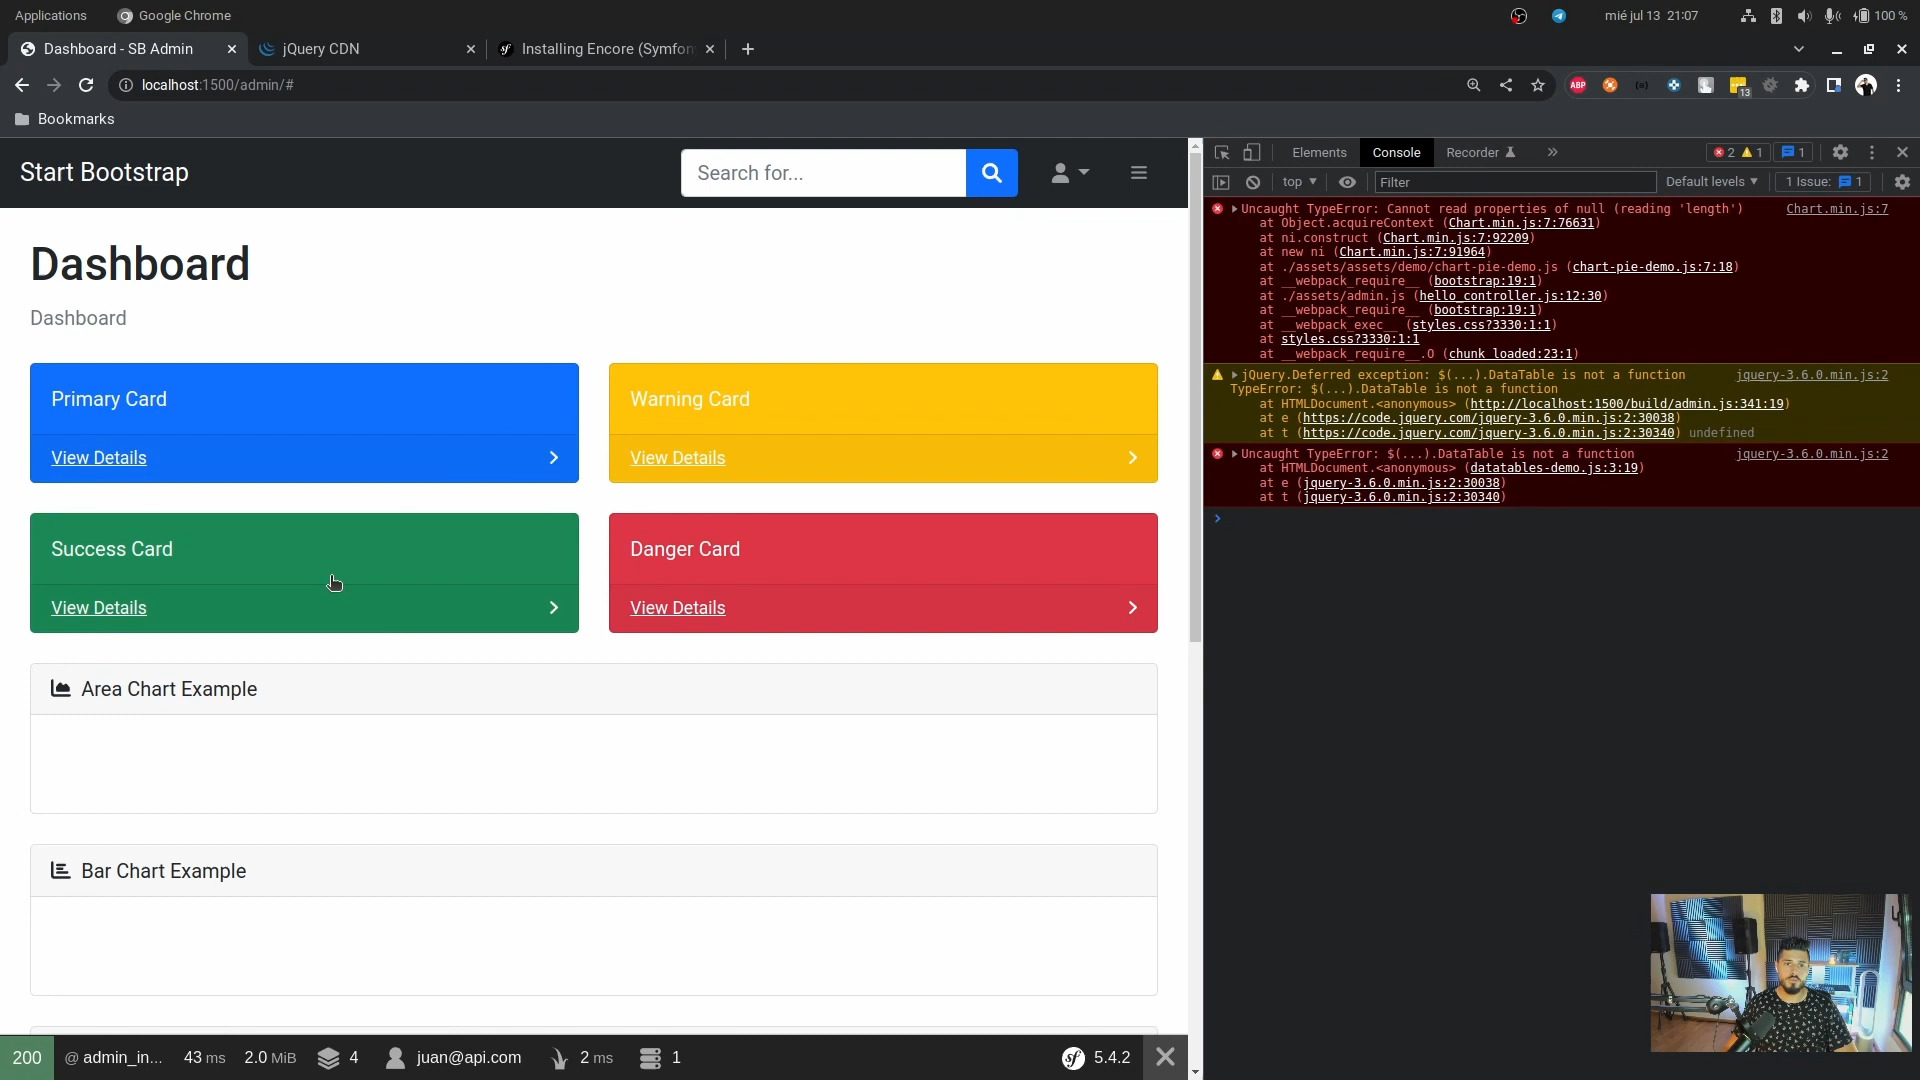 Applications Google Chrome mié jul 13 21:07 100 %
Dashboard - SB Admin jQuery CDN Installing Encore (Symfon
localhost:1500/admin/# ABP 13
Bookmarks
Start Bootstrap Search for...
Dashboard
Dashboard
Primary Card
View Details
Warning Card
View Details
Success Card
View Details
Danger Card
View Details
Area Chart Example
Bar Chart Example
200 @ admin_in... 43 ms 2.0 MiB 4 juan@api.com 2 ms 1 sf 5.4.2
Elements Console Recorder 2 1 1
top Filter Default levels 1 Issue: 1
Uncaught TypeError: Cannot read properties of null (reading 'length') Chart.min.js:7
at Object.acquireContext (Chart.min.js:7:76631)
at ni.construct (Chart.min.js:7:92209)
at new ni (Chart.min.js:7:91964)
at ./assets/assets/demo/chart-pie-demo.js (chart-pie-demo.js:7:18)
at __webpack_require__ (bootstrap:19:1)
at ./assets/admin.js (hello_controller.js:12:30)
at __webpack_require__ (bootstrap:19:1)
at __webpack_exec__ (styles.css?3330:1:1)
at styles.css?3330:1:1
at __webpack_require__.O (chunk loaded:23:1)
jQuery.Deferred exception: $(...).DataTable is not a function jquery-3.6.0.min.js:2
TypeError: $(...).DataTable is not a function
at HTMLDocument.<anonymous> (http://localhost:1500/build/admin.js:341:19)
at e (https://code.jquery.com/jquery-3.6.0.min.js:2:30038)
at t (https://code.jquery.com/jquery-3.6.0.min.js:2:30340) undefined
Uncaught TypeError: $(...).DataTable is not a function jquery-3.6.0.min.js:2
at HTMLDocument.<anonymous> (datatables-demo.js:3:19)
at e (jquery-3.6.0.min.js:2:30038)
at t (jquery-3.6.0.min.js:2:30340)